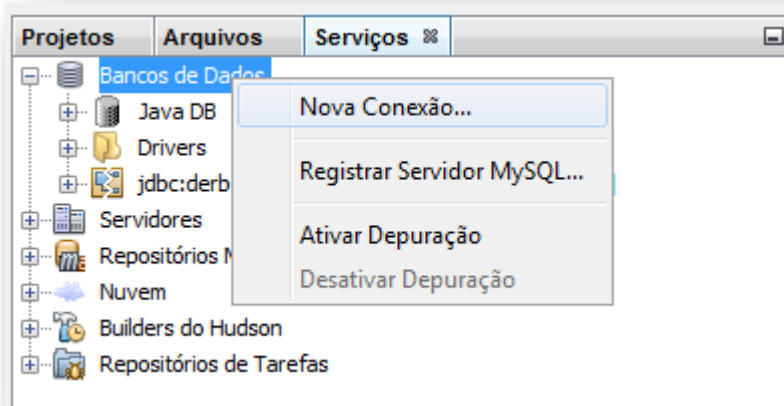 Projetos Arquivos Serviços
Bancos de Dados
Java DB
Drivers
jdbc:derb
Servidores
Repositórios
Nuvem
Builders do Hudson
Repositórios de Tarefas
Nova Conexão...
Registrar Servidor MySQL...
Ativar Depuração
Desativar Depuração